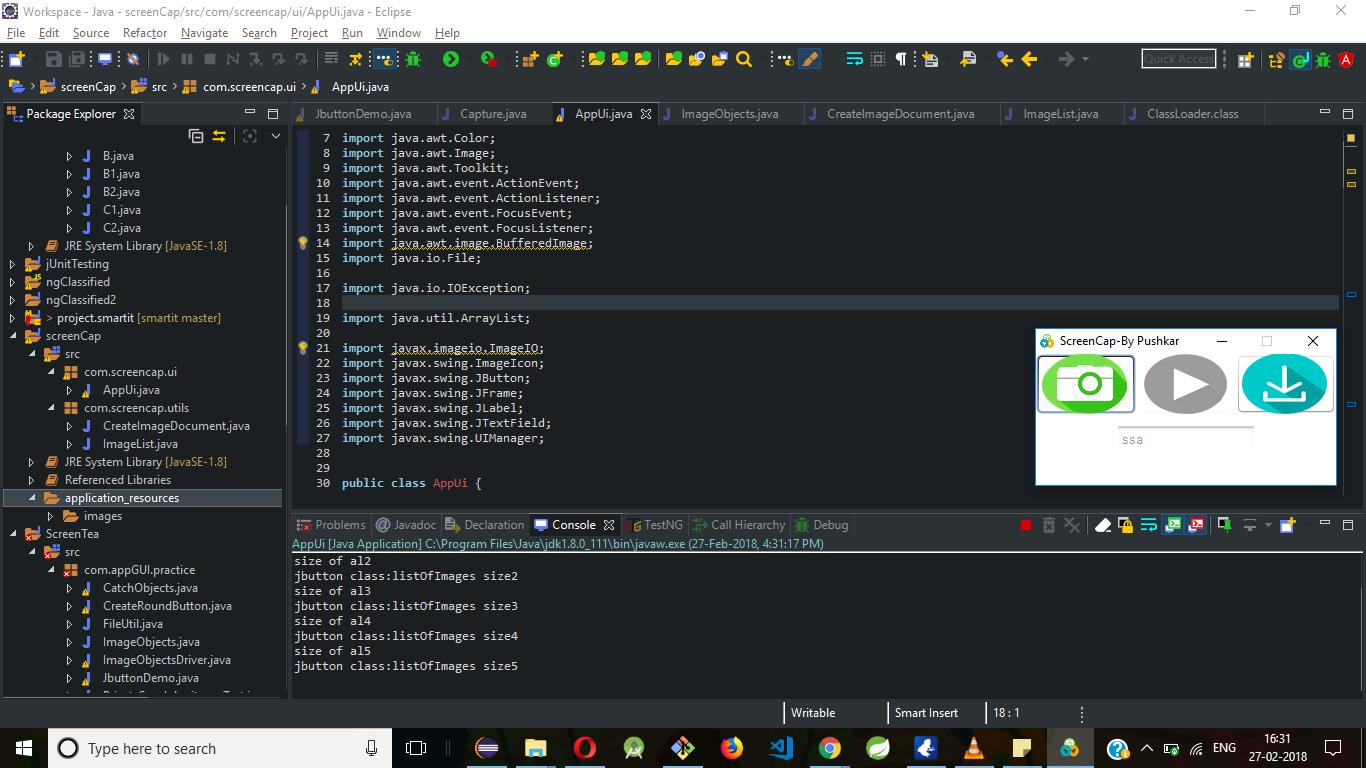 Workspace - Java - screenCap/src/com/screencap/ui/AppUi.java - Eclipse
File Edit Source Refactor Navigate Search Project Run Window Help
Quick Access
screenCap src com.screencap.ui AppUi.java
Package Explorer
B.java
B1.java
B2.java
C1.java
C2.java
JRE System Library [JavaSE-1.8]
jUnitTesting
ngClassified
ngClassified2
> project.smartit [smartit master]
screenCap
src
com.screencap.ui
AppUi.java
com.screencap.utils
CreateImageDocument.java
ImageList.java
JRE System Library [JavaSE-1.8]
Referenced Libraries
application_resources
images
ScreenTea
src
com.appGUI.practice
CatchObjects.java
CreateRoundButton.java
FileUtil.java
ImageObjects.java
ImageObjectsDriver.java
JbuttonDemo.java
JbuttonDemo.java Capture.java AppUi.java ImageObjects.java CreateImageDocument.java ImageList.java ClassLoader.class
7 import java.awt.Color;
8 import java.awt.Image;
9 import java.awt.Toolkit;
10 import java.awt.event.ActionEvent;
11 import java.awt.event.ActionListener;
12 import java.awt.event.FocusEvent;
13 import java.awt.event.FocusListener;
14 import java.awt.image.BufferedImage;
15 import java.io.File;
16
17 import java.io.IOException;
18
19 import java.util.ArrayList;
20
21 import javax.imageio.ImageIO;
22 import javax.swing.ImageIcon;
23 import javax.swing.JButton;
24 import javax.swing.JFrame;
25 import javax.swing.JLabel;
26 import javax.swing.JTextField;
27 import javax.swing.UIManager;
28
29
30 public class AppUi {
ScreenCap-By Pushkar
ssa
Problems Javadoc Declaration Console TestNG Call Hierarchy Debug
AppUi [Java Application] C:\Program Files\Java\jdk1.8.0_111\bin\javaw.exe (27-Feb-2018, 4:31:17 PM)
size of al2
jbutton class:listOfImages size2
size of al3
jbutton class:listOfImages size3
size of al4
jbutton class:listOfImages size4
size of al5
jbutton class:listOfImages size5
Writable Smart Insert 18 : 1
Type here to search
ENG
16:31
27-02-2018